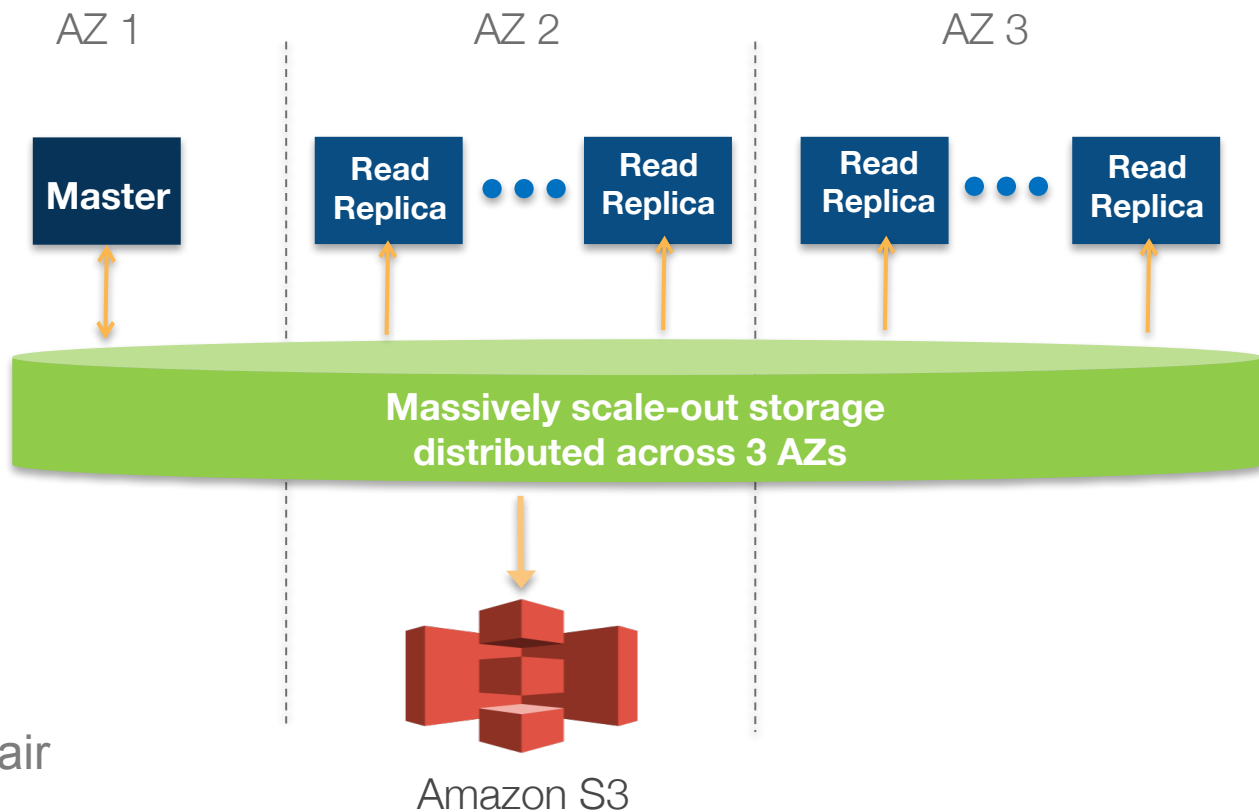 AZ 1
AZ 2
AZ 3
Master
Read
Replica
Read
Replica
Read
Replica
Read
Replica
Massively scale-out storage
distributed across 3 AZs
air
Amazon S3